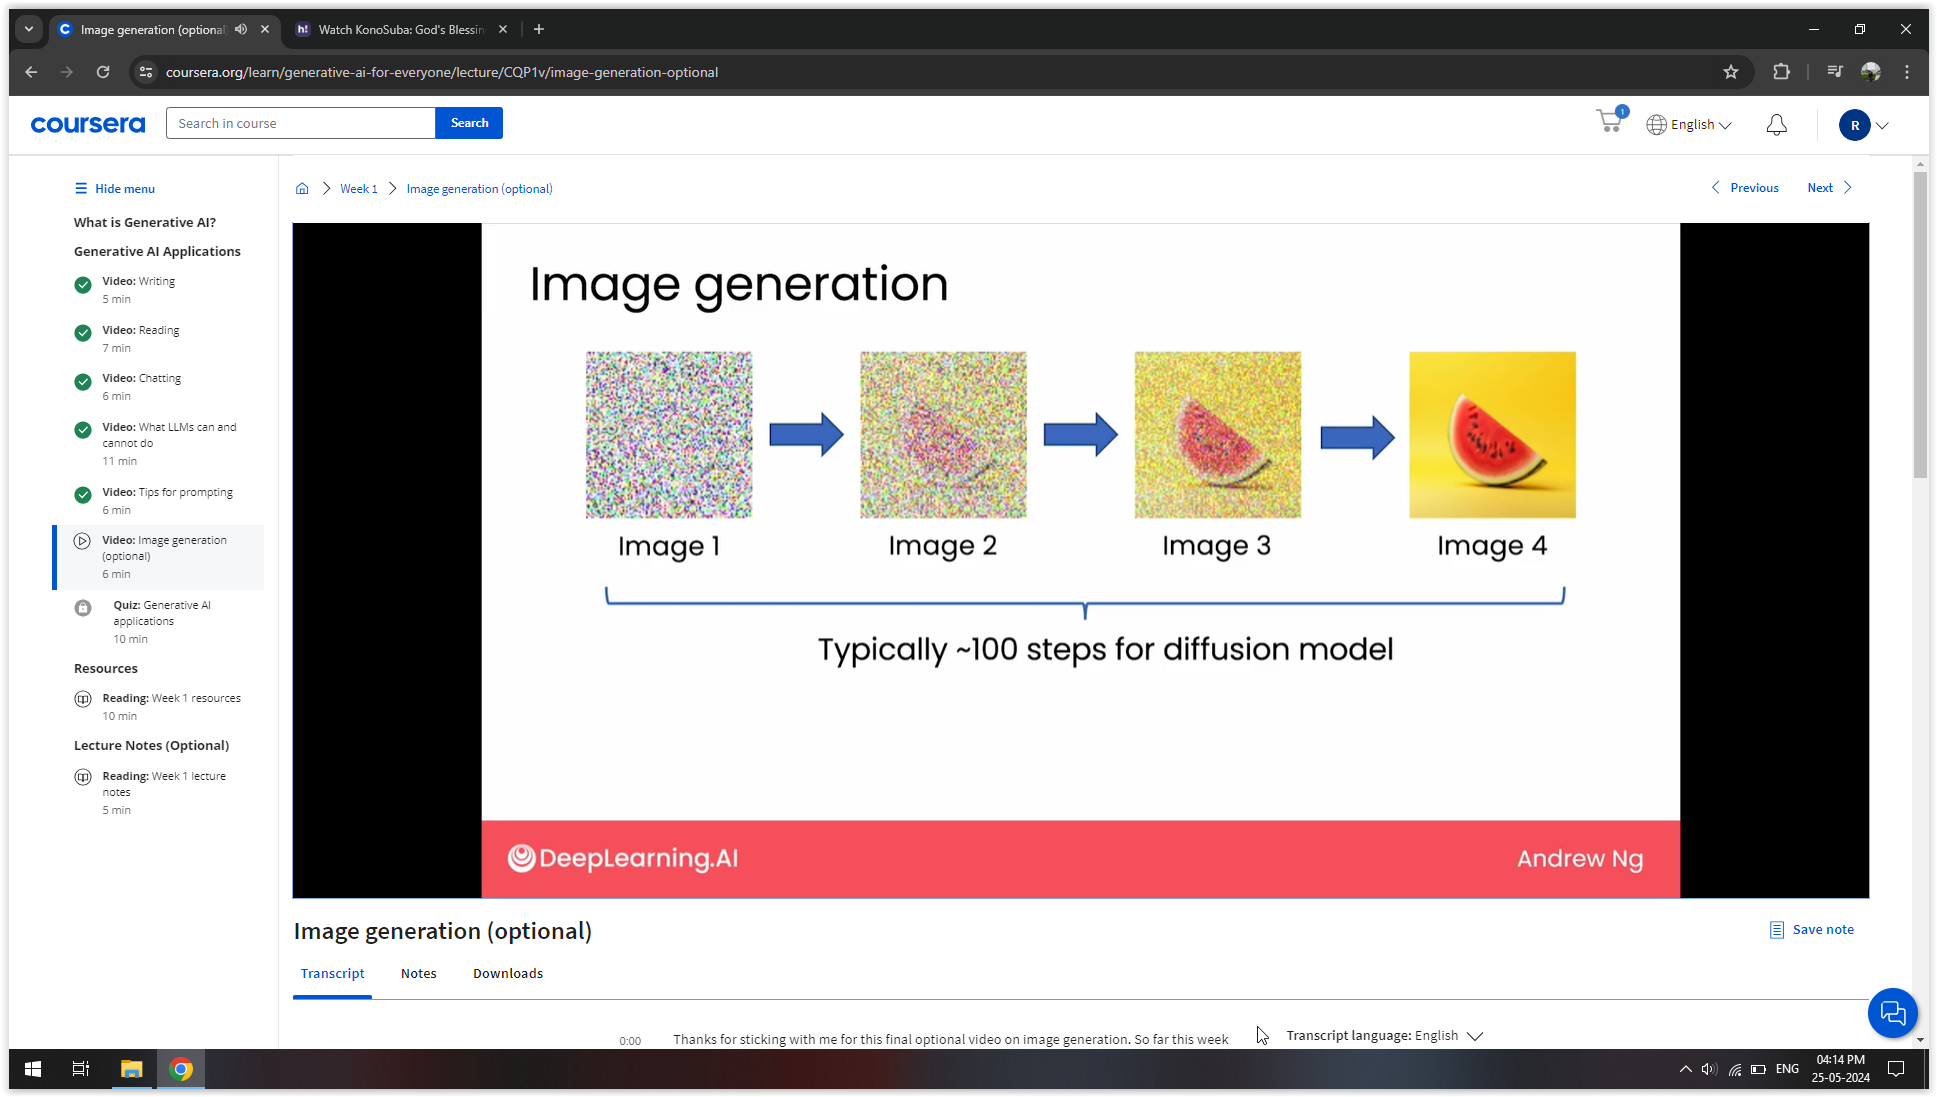 Image generation (optional
Watch KonoSuba: God's Blessin
coursera.org/learn/generative-ai-for-everyone/lecture/CQP1v/image-generation-optional
coursera
Search in course
Search
1
English
R
Hide menu
What is Generative AI?
Generative AI Applications
Video: Writing
5 min
Video: Reading
7 min
Video: Chatting
6 min
Video: What LLMs can and
cannot do
11 min
Video: Tips for prompting
6 min
Video: Image generation
(optional)
6 min
Quiz: Generative AI
applications
10 min
Resources
Reading: Week 1 resources
10 min
Lecture Notes (Optional)
Reading: Week 1 lecture
notes
5 min
Week 1
Image generation (optional)
Previous
Next
Image generation
Image 1
Image 2
Image 3
Image 4
Typically ~100 steps for diffusion model
DeepLearning.AI
Andrew Ng
Image generation (optional)
Save note
Transcript
Notes
Downloads
0:00
Thanks for sticking with me for this final optional video on image generation. So far this week
Transcript language: English
ENG
04:14 PM
25-05-2024